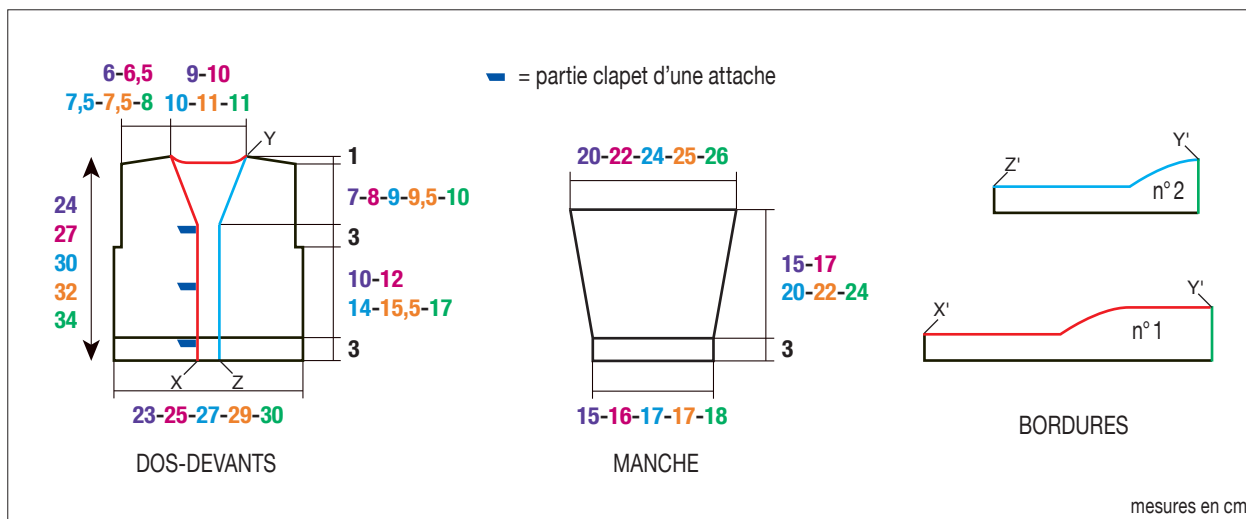 6-6,5
9-10
7,5-7,5-8
10-11-11
Y
1
24
27
30
32
34
7-8-9-9,5-10
3
10-12
14-15,5-17
3
X
Z
23-25-27-29-30
DOS-DEVANTS
= partie clapet d'une attache
20-22-24-25-26
15-17
20-22-24
3
15-16-17-17-18
MANCHE
Z'
Y'
n°2
X'
Y'
n°1
BORDURES
mesures en cm